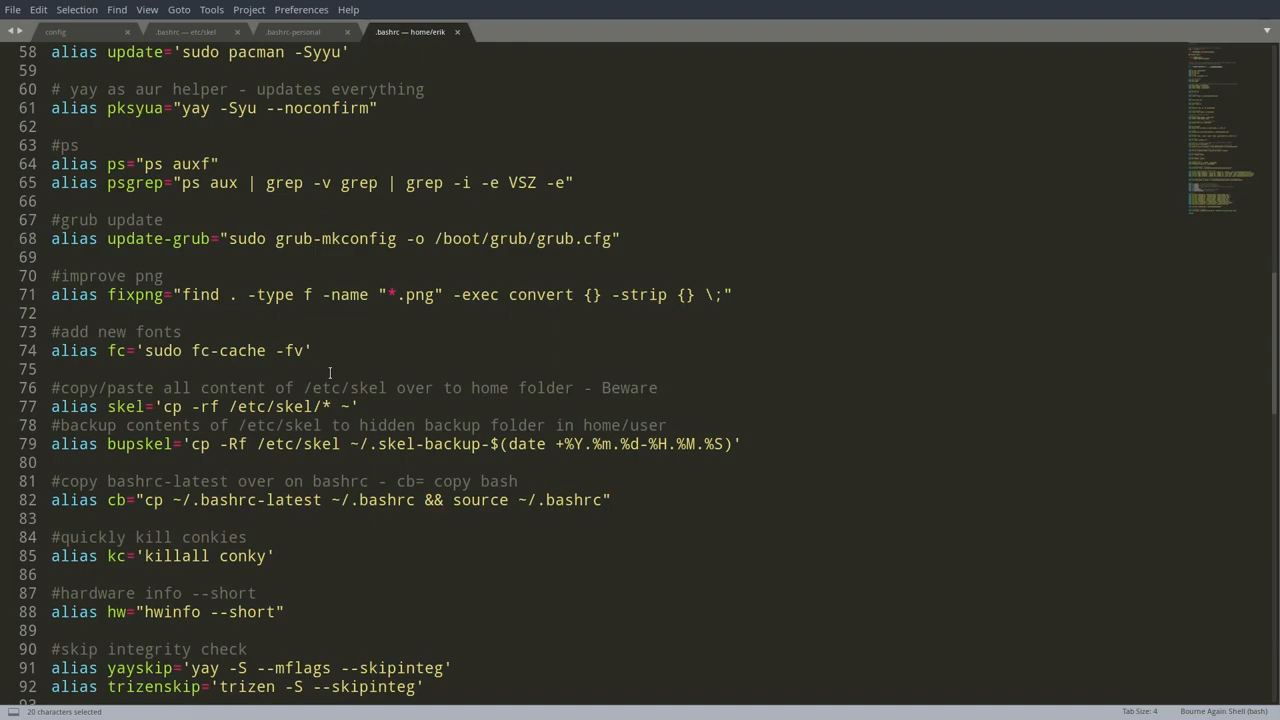 File Edit Selection Find View Goto Tools Project Preferences Help
config .bashrc — etc/skel .bashrc-personal .bashrc — home/erik
58 alias update='sudo pacman -Syyu'
59
60 # yay as aur helper - updates everything
61 alias pksyua="yay -Syu --noconfirm"
62
63 #ps
64 alias ps="ps auxf"
65 alias psgrep="ps aux | grep -v grep | grep -i -e VSZ -e"
66
67 #grub update
68 alias update-grub="sudo grub-mkconfig -o /boot/grub/grub.cfg"
69
70 #improve png
71 alias fixpng="find . -type f -name "*.png" -exec convert {} -strip {} \;"
72
73 #add new fonts
74 alias fc='sudo fc-cache -fv'
75
76 #copy/paste all content of /etc/skel over to home folder - Beware
77 alias skel='cp -rf /etc/skel/* ~'
78 #backup contents of /etc/skel to hidden backup folder in home/user
79 alias bupskel='cp -Rf /etc/skel ~/.skel-backup-$(date +%Y.%m.%d-%H.%M.%S)'
80
81 #copy bashrc-latest over on bashrc - cb= copy bash
82 alias cb="cp ~/.bashrc-latest ~/.bashrc && source ~/.bashrc"
83
84 #quickly kill conkies
85 alias kc='killall conky'
86
87 #hardware info --short
88 alias hw="hwinfo --short"
89
90 #skip integrity check
91 alias yayskip='yay -S --mflags --skipinteg'
92 alias trizenskip='trizen -S --skipinteg'
20 characters selected Tab Size: 4 Bourne Again Shell (bash)